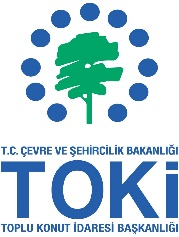 T.C. ÇEVRE VE ŞEHİRCİLİK BAKANLIĞI
TOKİ
TOPLU KONUT İDARESİ BAŞKANLIĞI